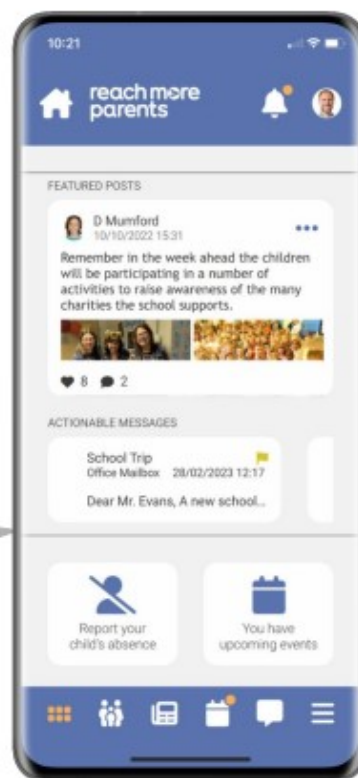 10:21
reach more
parents
FEATURED POSTS
D Mumford
10/10/2022 15:31
Remember in the week ahead the children
will be participating in a number of
activities to raise awareness of the many
charities the school supports.
8 2
ACTIONABLE MESSAGES
School Trip
Office Mailbox 28/02/2023 12:17
Dear Mr. Evans, A new school...
Report your
child's absence
You have
upcoming events